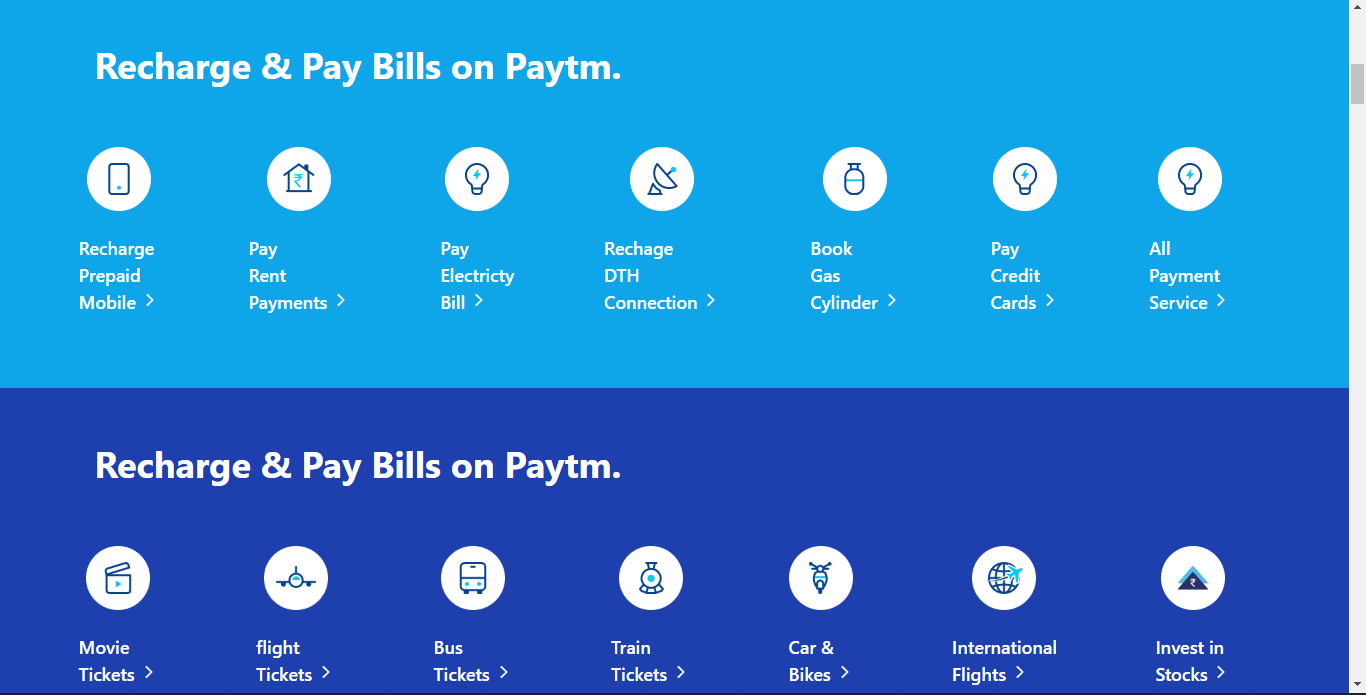 Recharge & Pay Bills on Paytm.
Recharge
Prepaid
Mobile
Pay
Rent
Payments
Pay
Electricty
Bill
Rechage
DTH
Connection
Book
Gas
Cylinder
Pay
Credit
Cards
All
Payment
Service
Recharge & Pay Bills on Paytm.
Movie
Tickets
flight
Tickets
Bus
Tickets
Train
Tickets
Car &
Bikes
International
Flights
Invest in
Stocks